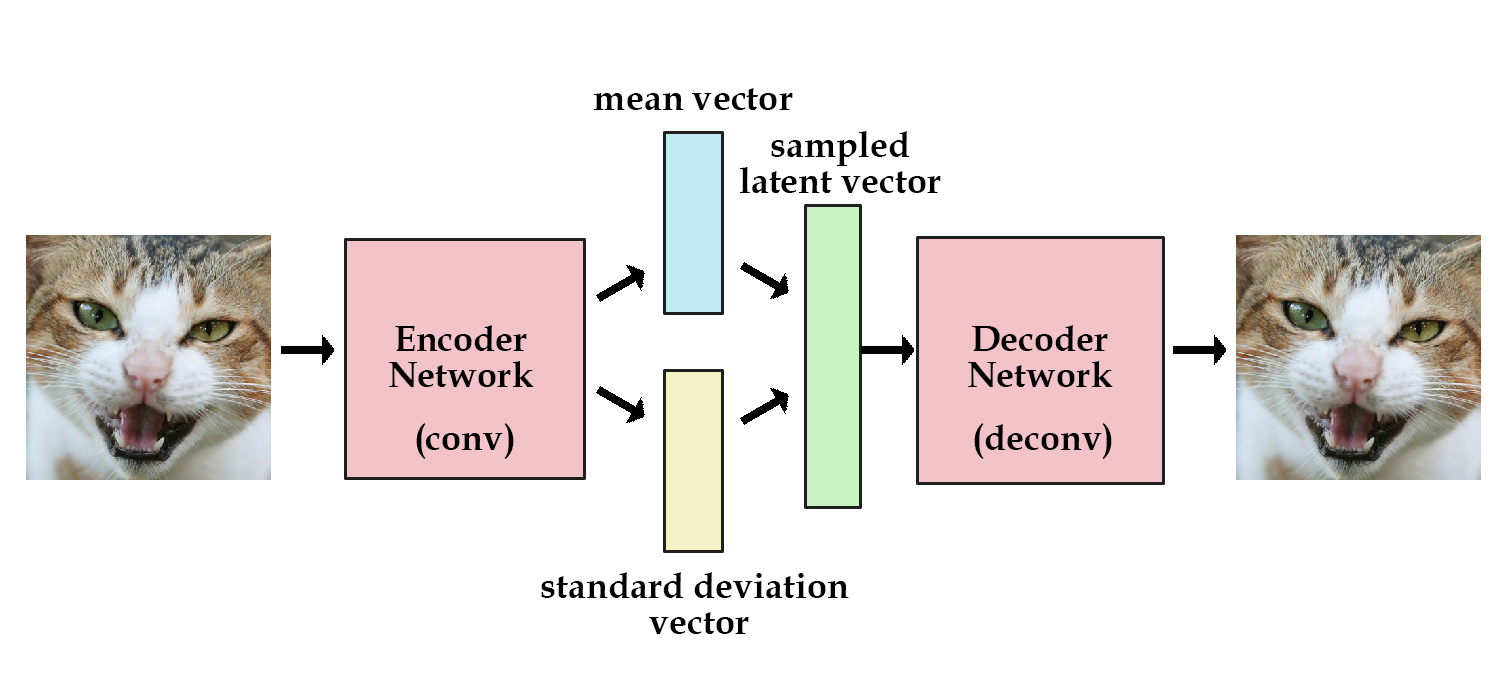 mean vector
sampled
latent vector
Encoder
Network
(conv)
Decoder
Network
(deconv)
standard deviation
vector